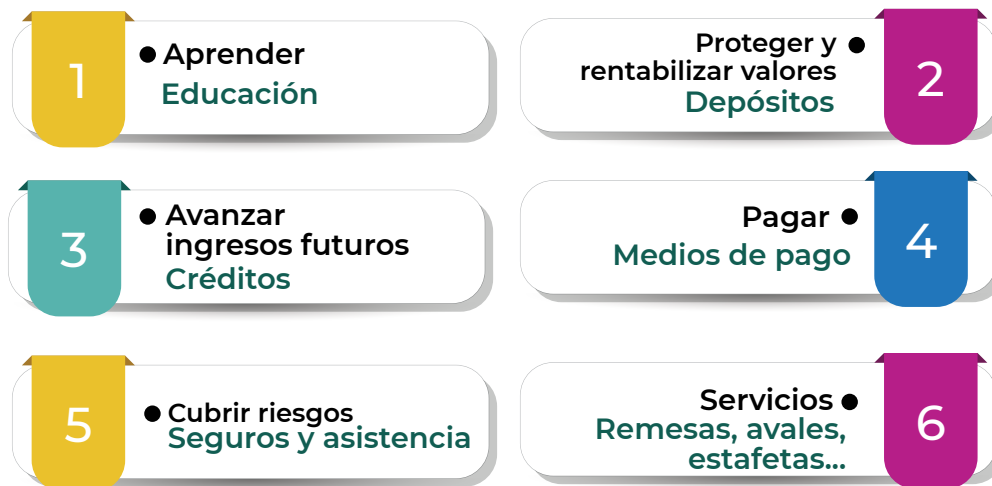 1
● Aprender
Educación
Proteger y ●
rentabilizar valores
Depósitos
2
3
● Avanzar
ingresos futuros
Créditos
Pagar ●
Medios de pago
4
5
● Cubrir riesgos
Seguros y asistencia
Servicios ●
Remesas, avales,
estafetas...
6